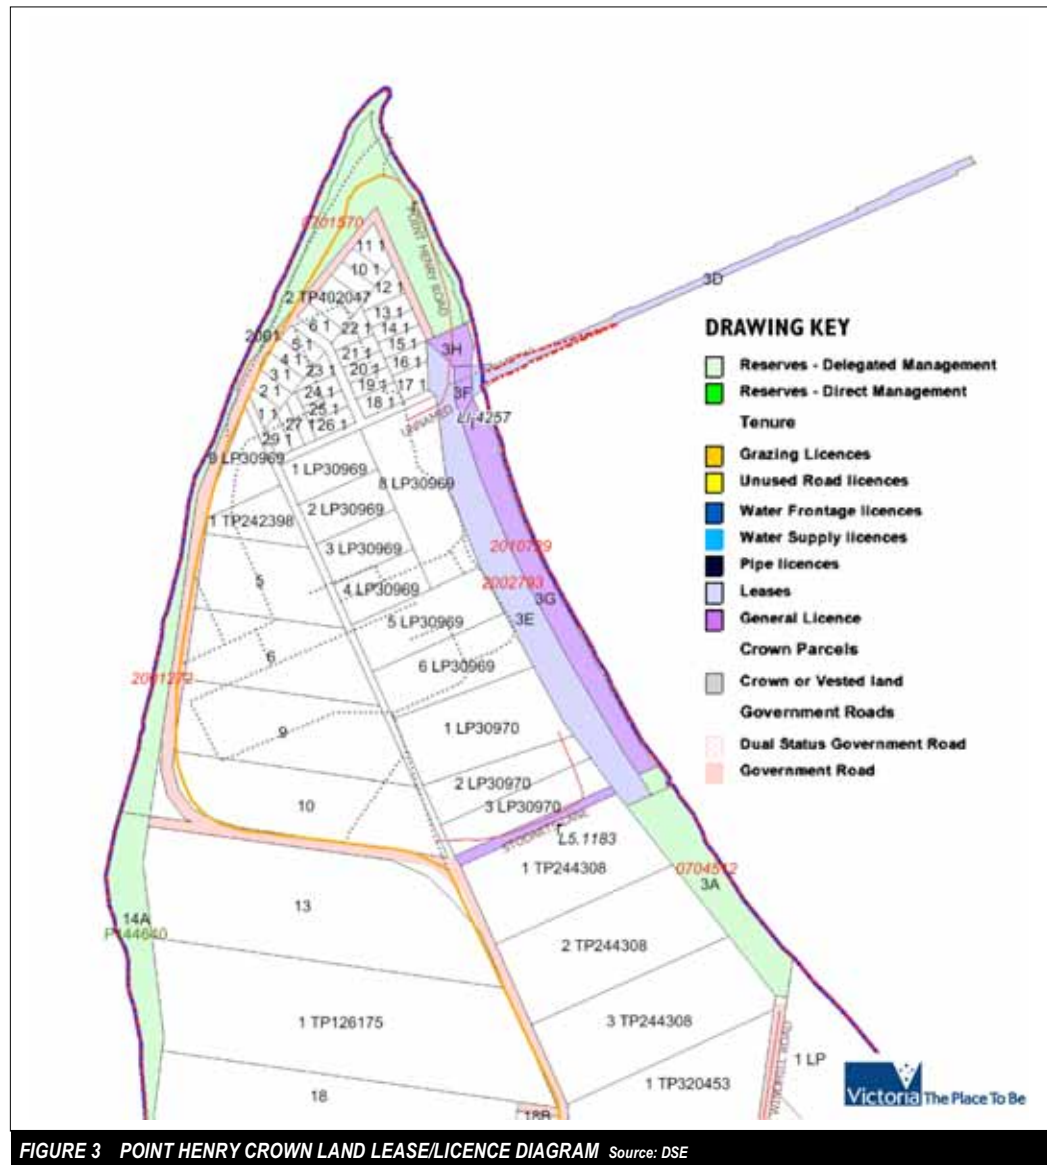 0701570
POINT HENRY ROAD
11 1
10 1
12 1
2 TP402047
13 1
6 1
22 1
14 1
5 1
15 1
4 1
21 1
3H
3 1
23 1
20 1
16 1
2 1
24 1
19 1
17 1
3F
1 1
25 1
18 1
27 126 1
UNNAMED
29 1
3D
9 LP30969
1 LP30969
8 LP30969
2 LP30969
1 TP242398
3 LP30969
2010729
5
4 LP30969
2002793
3G
5 LP30969
3E
6
6 LP30969
9
1 LP30970
2 LP30970
10
3 LP30970
L5.1183
1 TP244308
0704512
3A
13
14A
P144640
2 TP244308
1 TP126175
3 TP244308
1 TP320453
18
18B
1 LP
DRAWING KEY
Reserves - Delegated Management
Reserves - Direct Management
Tenure
Grazing Licences
Unused Road licences
Water Frontage licences
Water Supply licences
Pipe licences
Leases
General Licence
Crown Parcels
Crown or Vested land
Government Roads
Dual Status Government Road
Government Road
Victoria The Place To Be
FIGURE 3 POINT HENRY CROWN LAND LEASE/LICENCE DIAGRAM Source: DSE